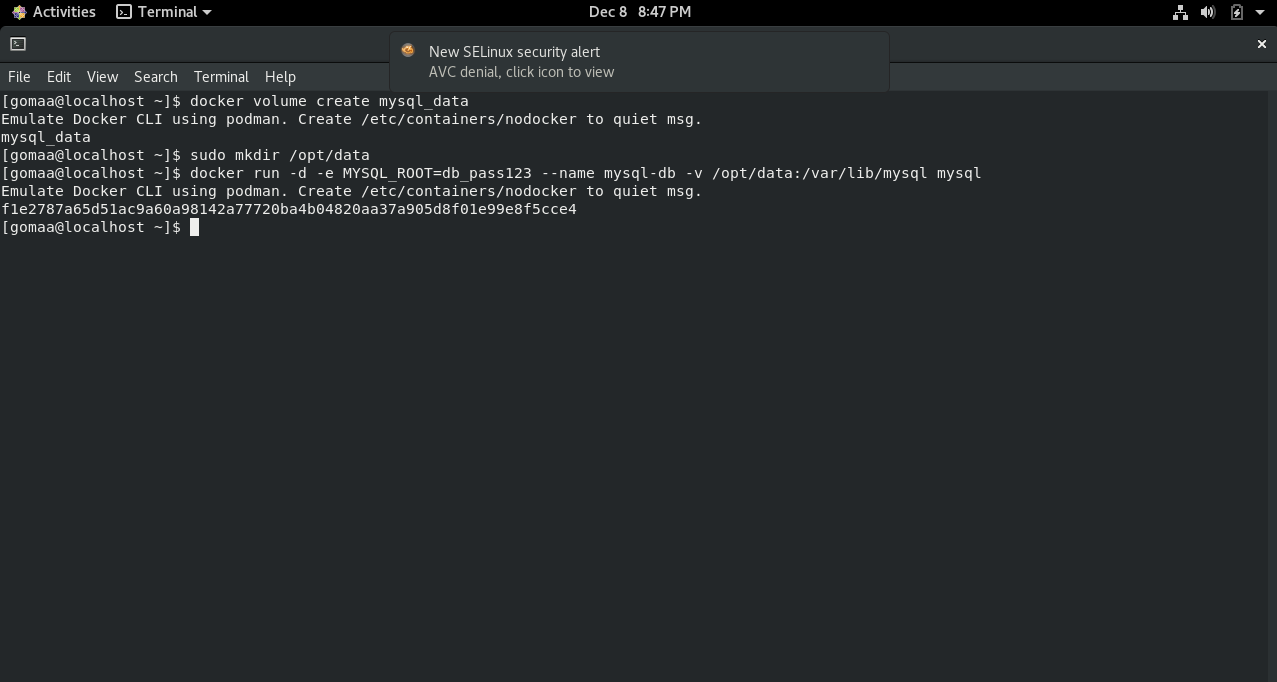 Activities Terminal Dec 8 8:47 PM
New SELinux security alert
AVC denial, click icon to view
File Edit View Search Terminal Help
[gomaa@localhost ~]$ docker volume create mysql_data
Emulate Docker CLI using podman. Create /etc/containers/nodocker to quiet msg.
mysql_data
[gomaa@localhost ~]$ sudo mkdir /opt/data
[gomaa@localhost ~]$ docker run -d -e MYSQL_ROOT=db_pass123 --name mysql-db -v /opt/data:/var/lib/mysql mysql
Emulate Docker CLI using podman. Create /etc/containers/nodocker to quiet msg.
f1e2787a65d51ac9a60a98142a77720ba4b04820aa37a905d8f01e99e8f5cce4
[gomaa@localhost ~]$